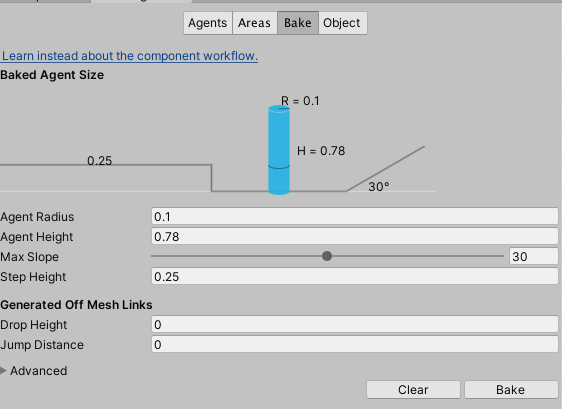 Agents Areas Bake Object
Learn instead about the component workflow.
Baked Agent Size
R = 0.1
H = 0.78
0.25
30°
Agent Radius 0.1
Agent Height 0.78
Max Slope 30
Step Height 0.25
Generated Off Mesh Links
Drop Height 0
Jump Distance 0
Advanced
Clear Bake